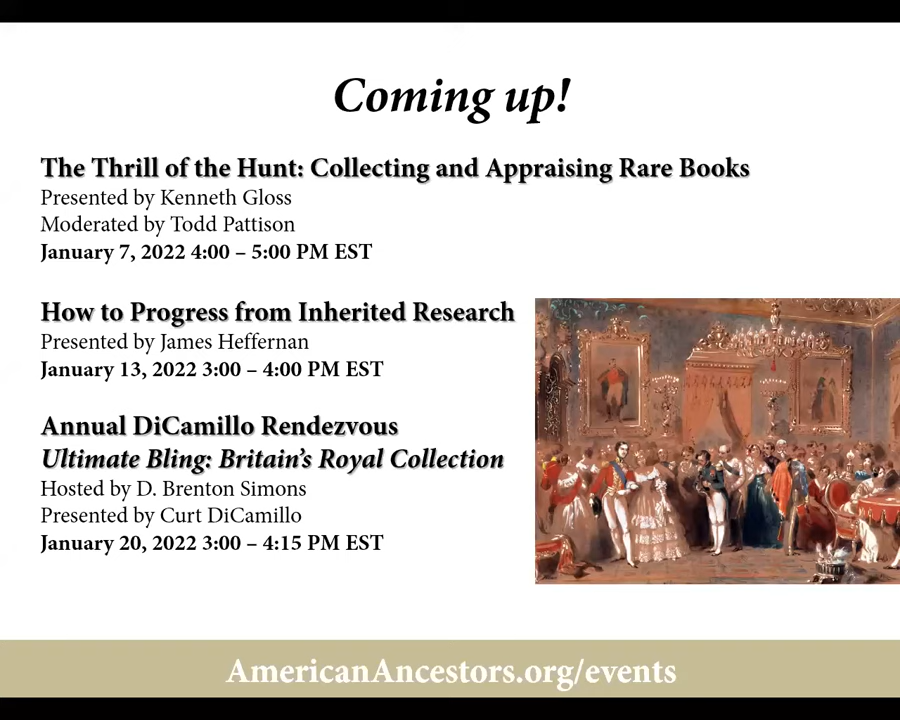 Coming up!
The Thrill of the Hunt: Collecting and Appraising Rare Books
Presented by Kenneth Gloss
Moderated by Todd Pattison
January 7, 2022 4:00 – 5:00 PM EST
How to Progress from Inherited Research
Presented by James Heffernan
January 13, 2022 3:00 – 4:00 PM EST
Annual DiCamillo Rendezvous
Ultimate Bling: Britain's Royal Collection
Hosted by D. Brenton Simons
Presented by Curt DiCamillo
January 20, 2022 3:00 – 4:15 PM EST
AmericanAncestors.org/events